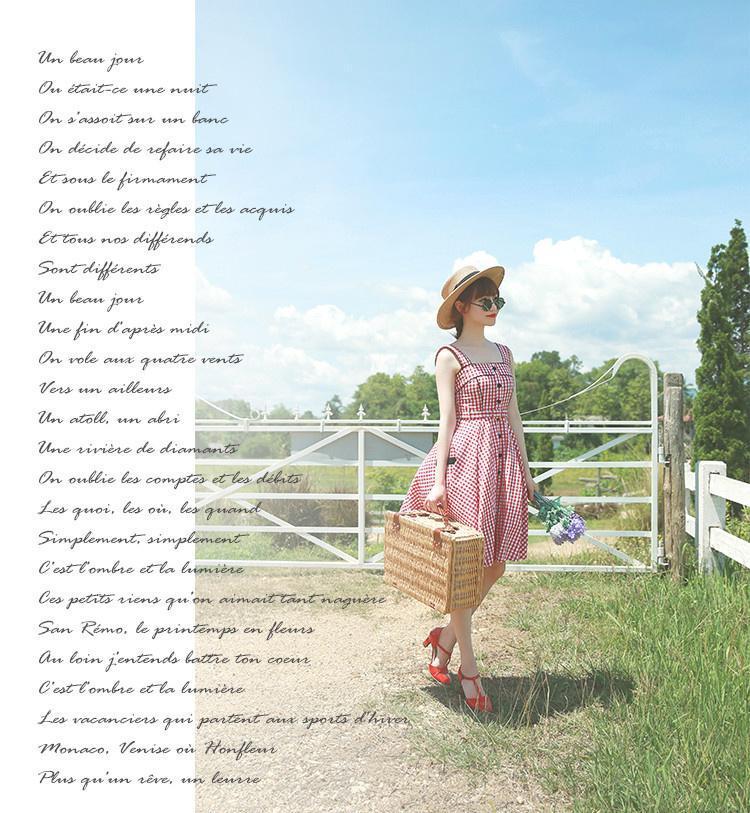 Un beau jour
Ou était-ce une nuit
On s'assoit sur un banc
On décide de refaire sa vie
Et sous le firmament
On oublie les règles et les acquis
Et tous nos différends
Sont différents
Un beau jour
Une fin d'après midi
On vole aux quatre vents
Vers un ailleurs
Un atoll, un abri
Une rivière de diamants
On oublie les comptes et les débits
Les quoi, les où, les quand
Simplement, simplement
C'est l'ombre et la lumière
Ces petits riens qu'on aimait tant naguère
San Rémo, le printemps en fleurs
Au loin j'entends battre ton coeur
C'est l'ombre et la lumière
Les vacanciers qui partent aux sports d'hiver
Monaco, Venise où Honfleur
Plus qu'un rêve, un leurre